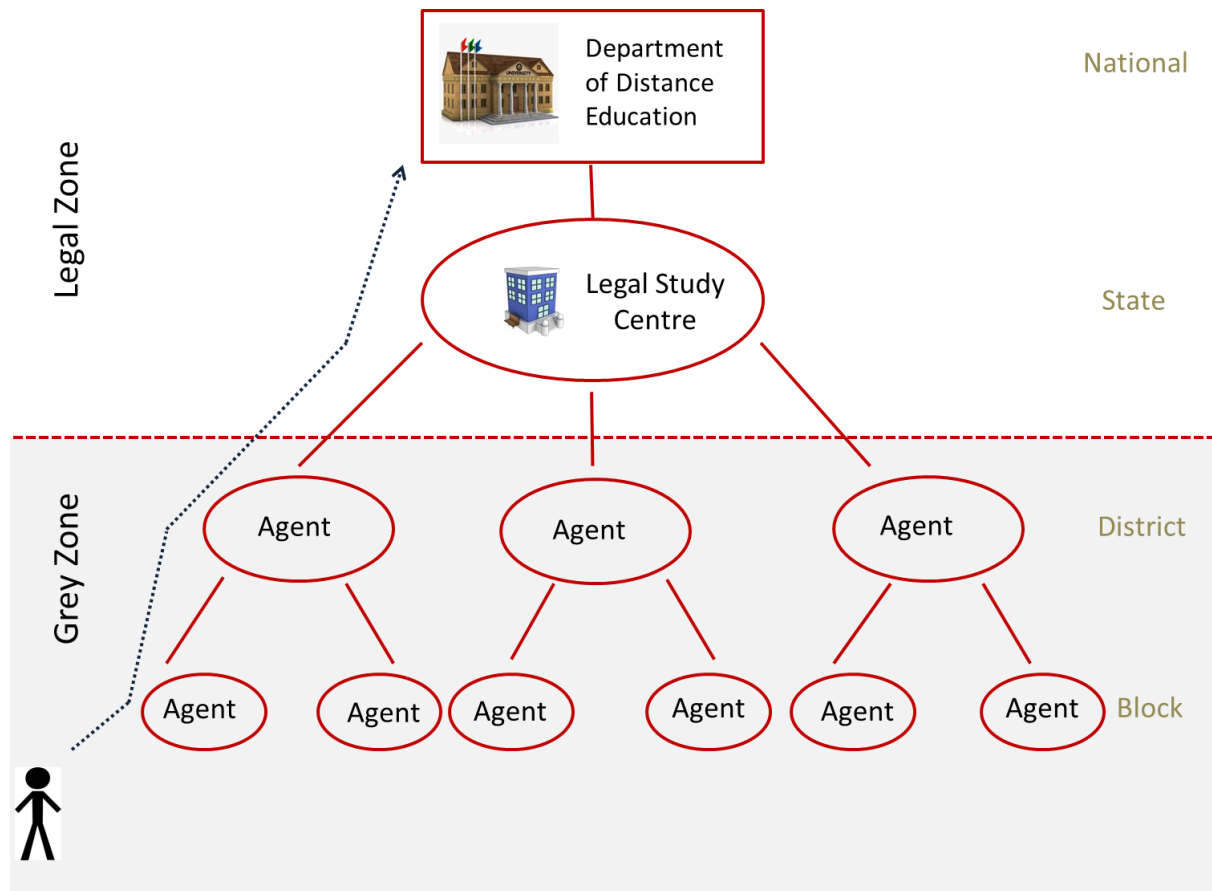 Department
of Distance
Education
UNIVERSITY
National
Legal Zone
Legal Study
Centre
State
Grey Zone
Agent
Agent
Agent
District
Agent
Agent
Agent
Agent
Agent
Agent
Block